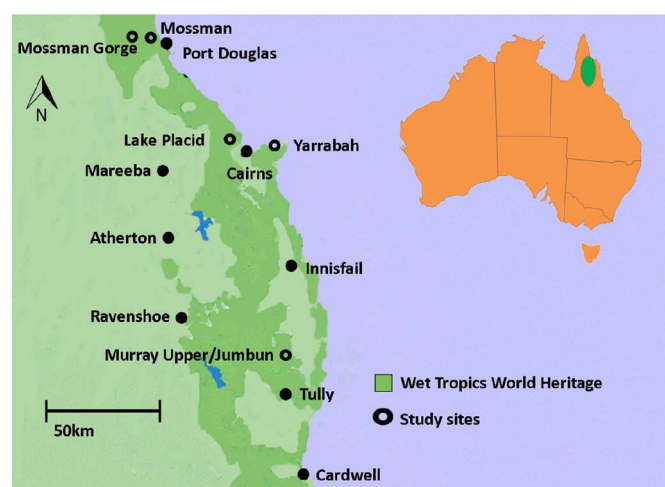 Mossman
Mossman Gorge
Port Douglas
N
Lake Placid
Yarrabah
Cairns
Mareeba
Atherton
Innisfail
Ravenshoe
Murray Upper/Jumbun
Wet Tropics World Heritage
Tully
Study sites
50km
Cardwell